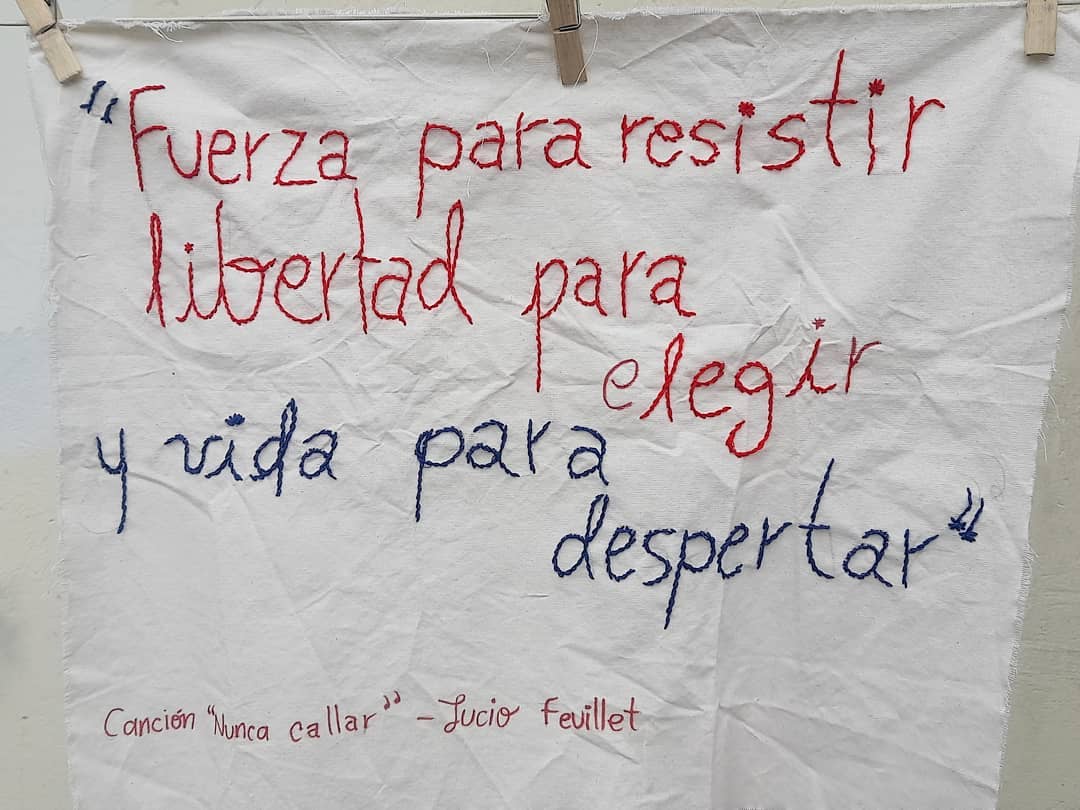 "Fuerza para resistir
libertad para
elegir
y vida para
despertar"
Canción "Nunca callar" - Lucio Feuillet